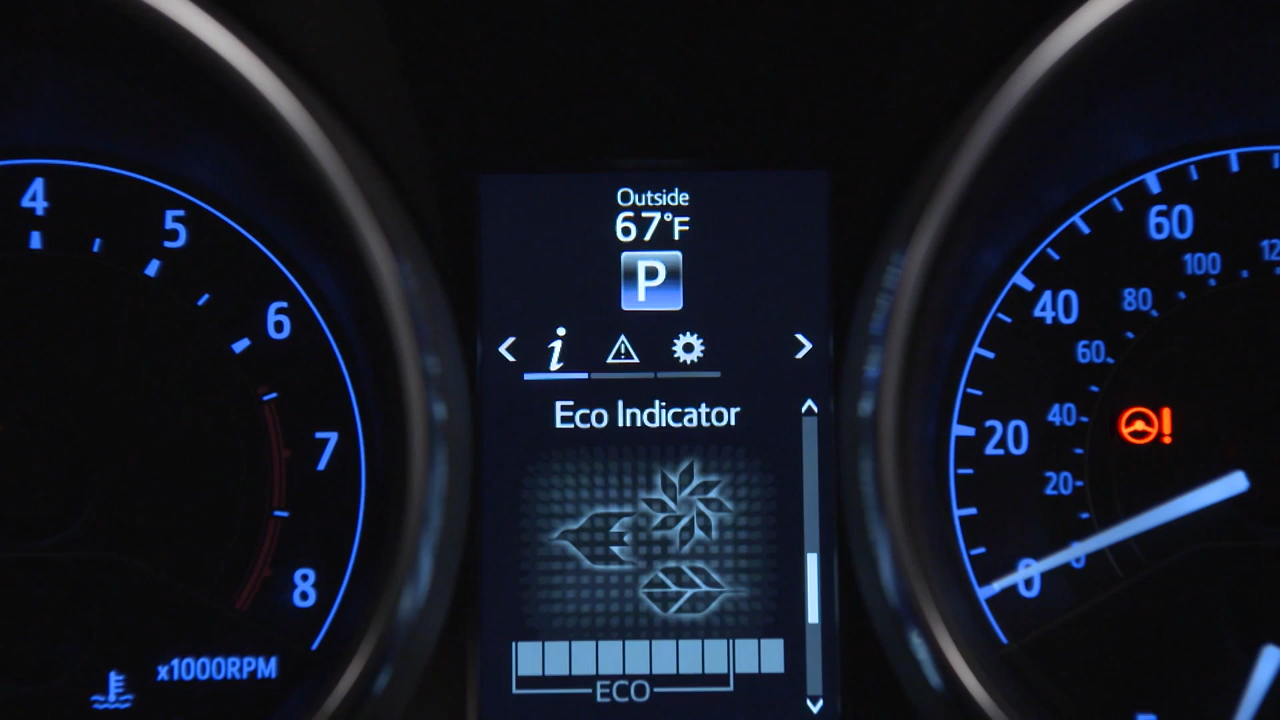 Outside
67°F
P
i
Eco Indicator
ECO
4
5
6
7
8
x1000RPM
0
20
40
60
0
20
40
60
80
100
!